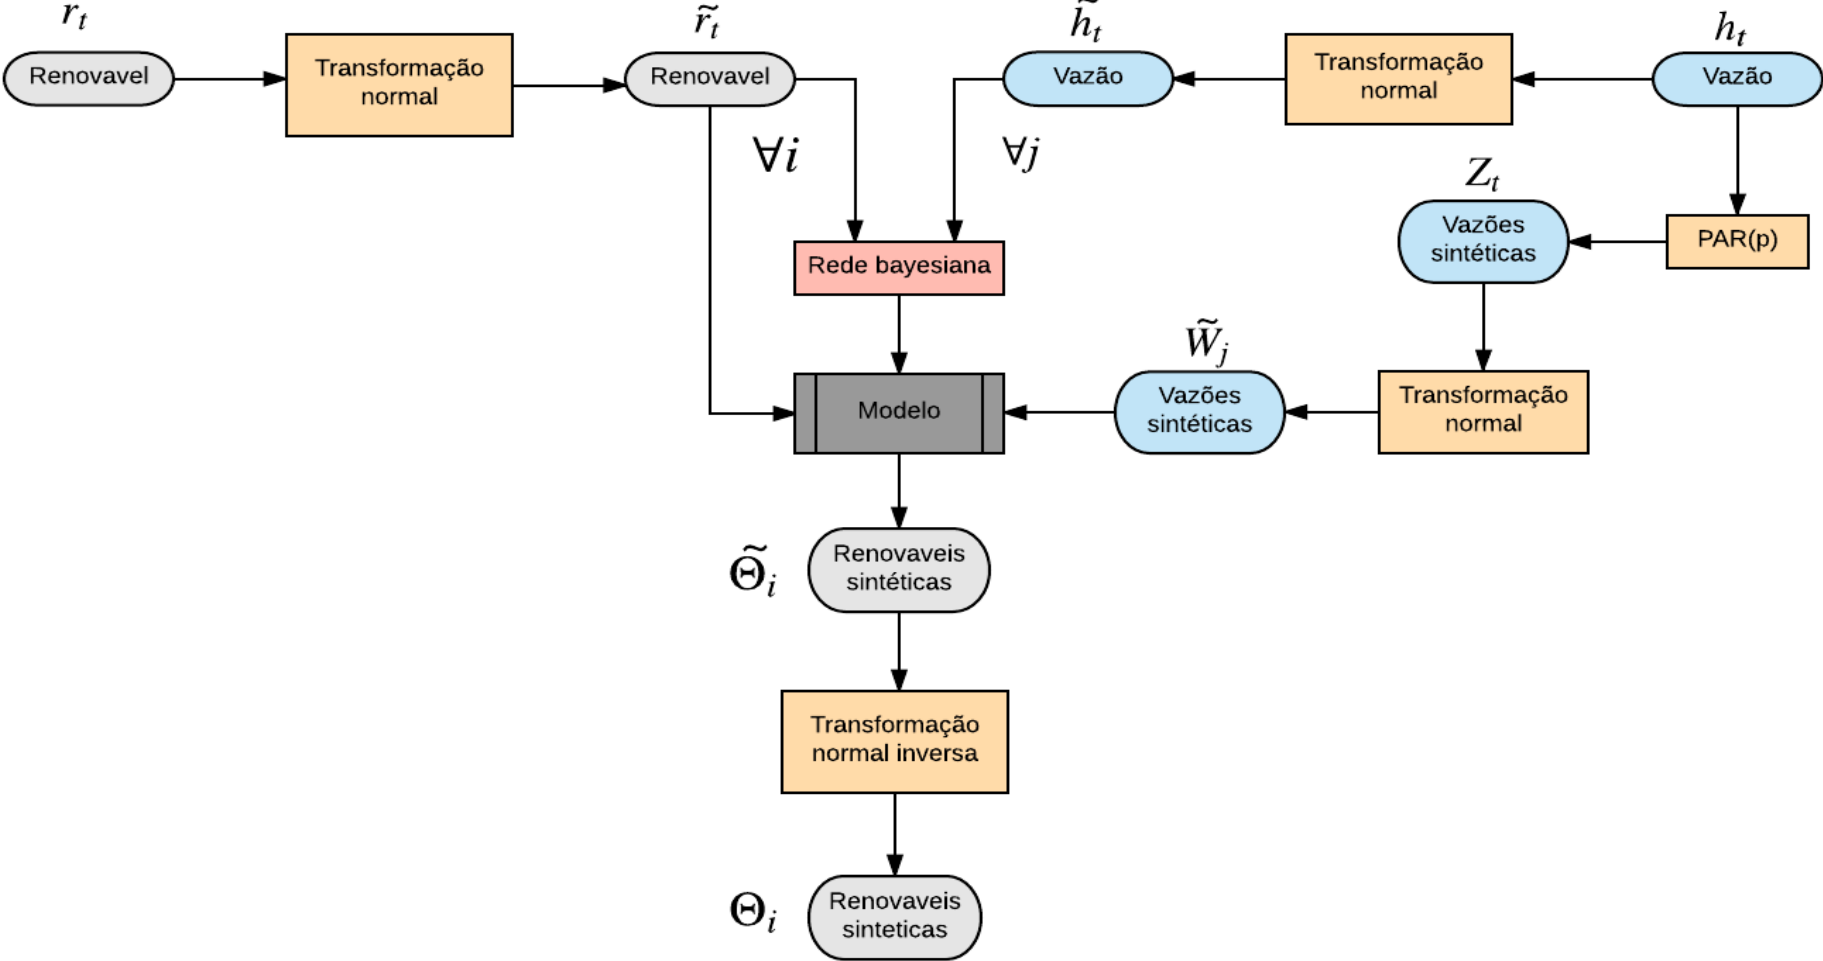 r_t
r̃_t
h̃_t
h_t
Renovavel
Transformação
normal
Renovavel
Vazão
Transformação
normal
Vazão
∀i
∀j
Z_t
Vazões
sintéticas
PAR(p)
Rede bayesiana
W̃_j
Modelo
Vazões
sintéticas
Transformação
normal
Θ̃_i
Renovaveis
sintéticas
Transformação
normal inversa
Θ_i
Renovaveis
sinteticas